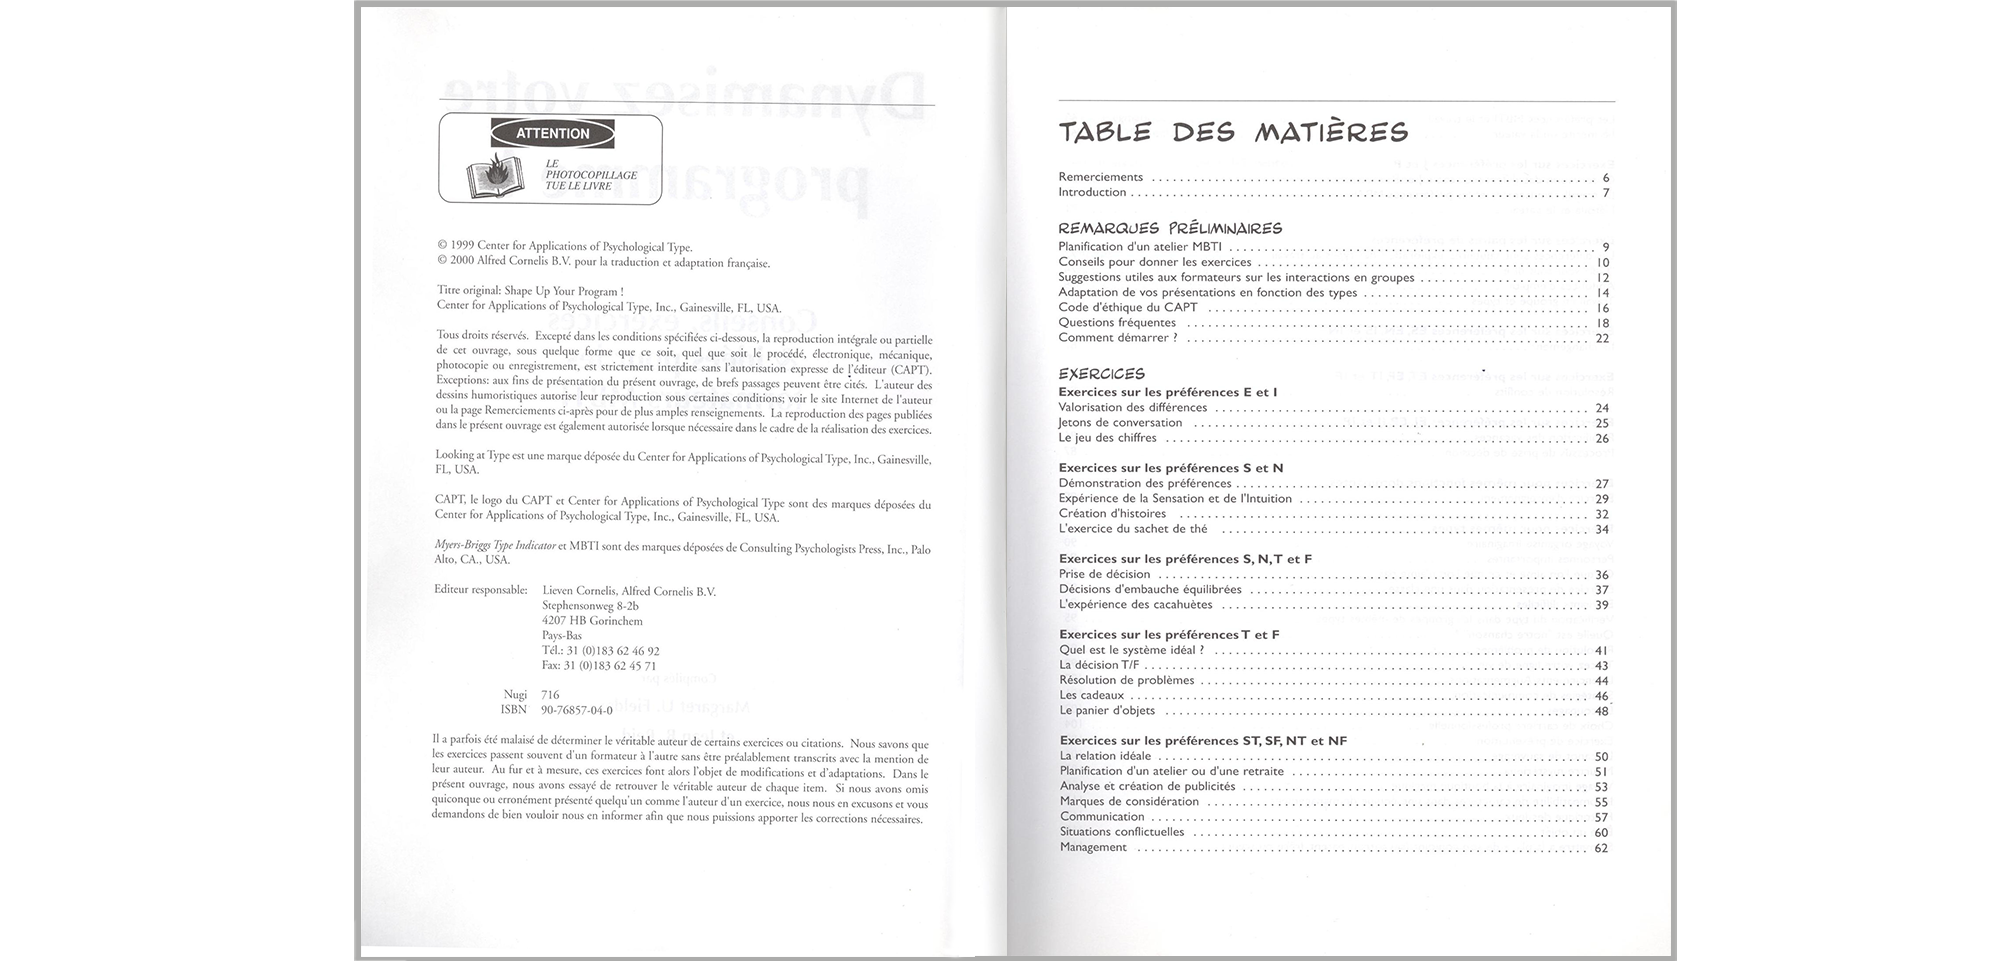 ATTENTION
LE
PHOTOCOPILLAGE
TUE LE LIVRE
© 1999 Center for Applications of Psychological Type.
© 2000 Alfred Cornelis B.V. pour la traduction et adaptation française.
Titre original: Shape Up Your Program !
Center for Applications of Psychological Type, Inc., Gainesville, FL, USA.
Tous droits réservés. Excepté dans les conditions spécifiées ci-dessous, la reproduction intégrale ou partielle
de cet ouvrage, sous quelque forme que ce soit, quel que soit le procédé, électronique, mécanique,
photocopie ou enregistrement, est strictement interdite sans l'autorisation expresse de l'éditeur (CAPT).
Exceptions: aux fins de présentation du présent ouvrage, de brefs passages peuvent être cités. L'auteur des
dessins humoristiques autorise leur reproduction sous certaines conditions; voir le site Internet de l'auteur
ou la page Remerciements ci-après pour de plus amples renseignements. La reproduction des pages publiées
dans le présent ouvrage est également autorisée lorsque nécessaire dans le cadre de la réalisation des exercices.
Looking at Type est une marque déposée du Center for Applications of Psychological Type, Inc., Gainesville,
FL, USA.
CAPT, le logo du CAPT et Center for Applications of Psychological Type sont des marques déposées du
Center for Applications of Psychological Type, Inc., Gainesville, FL, USA.
Myers-Briggs Type Indicator et MBTI sont des marques déposées de Consulting Psychologists Press, Inc., Palo
Alto, CA., USA.
Editeur responsable: Lieven Cornelis, Alfred Cornelis B.V.
Stephensonweg 8-2b
4207 HB Gorinchem
Pays-Bas
Tél.: 31 (0)183 62 46 92
Fax: 31 (0)183 62 45 71
Nugi 716
ISBN 90-76857-04-0
Il a parfois été malaisé de déterminer le véritable auteur de certains exercices ou citations. Nous savons que
les exercices passent souvent d'un formateur à l'autre sans être préalablement transcrits avec la mention de
leur auteur. Au fur et à mesure, ces exercices font alors l'objet de modifications et d'adaptations. Dans le
présent ouvrage, nous avons essayé de retrouver le véritable auteur de chaque item. Si nous avons omis
quiconque ou erronément présenté quelqu'un comme l'auteur d'un exercice, nous nous en excusons et vous
demandons de bien vouloir nous en informer afin que nous puissions apporter les corrections nécessaires.
TABLE DES MATIÈRES
Remerciements 6
Introduction 7
REMARQUES PRÉLIMINAIRES
Planification d'un atelier MBTI 9
Conseils pour donner les exercices 10
Suggestions utiles aux formateurs sur les interactions en groupes 12
Adaptation de vos présentations en fonction des types 14
Code d'éthique du CAPT 16
Questions fréquentes 18
Comment démarrer ? 22
EXERCICES
Exercices sur les préférences E et I
Valorisation des différences 24
Jetons de conversation 25
Le jeu des chiffres 26
Exercices sur les préférences S et N
Démonstration des préférences 27
Expérience de la Sensation et de l'Intuition 29
Création d'histoires 32
L'exercice du sachet de thé 34
Exercices sur les préférences S, N, T et F
Prise de décision 36
Décisions d'embauche équilibrées 37
L'expérience des cacahuètes 39
Exercices sur les préférences T et F
Quel est le système idéal ? 41
La décision T/F 43
Résolution de problèmes 44
Les cadeaux 46
Le panier d'objets 48
Exercices sur les préférences ST, SF, NT et NF
La relation idéale 50
Planification d'un atelier ou d'une retraite 51
Analyse et création de publicités 53
Marques de considération 55
Communication 57
Situations conflictuelles 60
Management 62